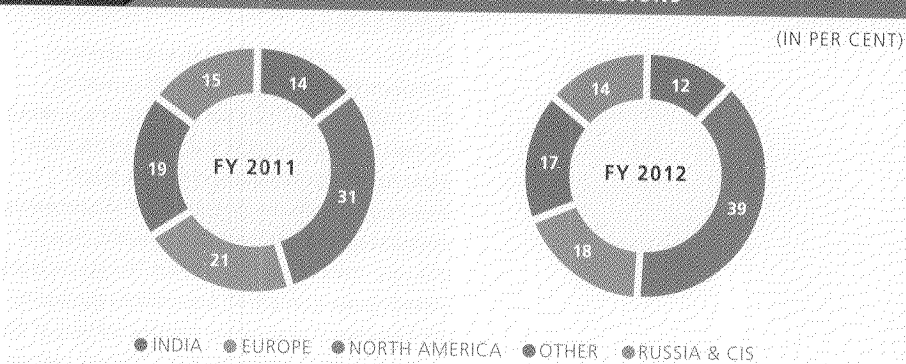 (IN PER CENT)
15 14
19 FY 2011 31
21
14 12
17 FY 2012 39
18
INDIA EUROPE NORTH AMERICA OTHER RUSSIA & CIS